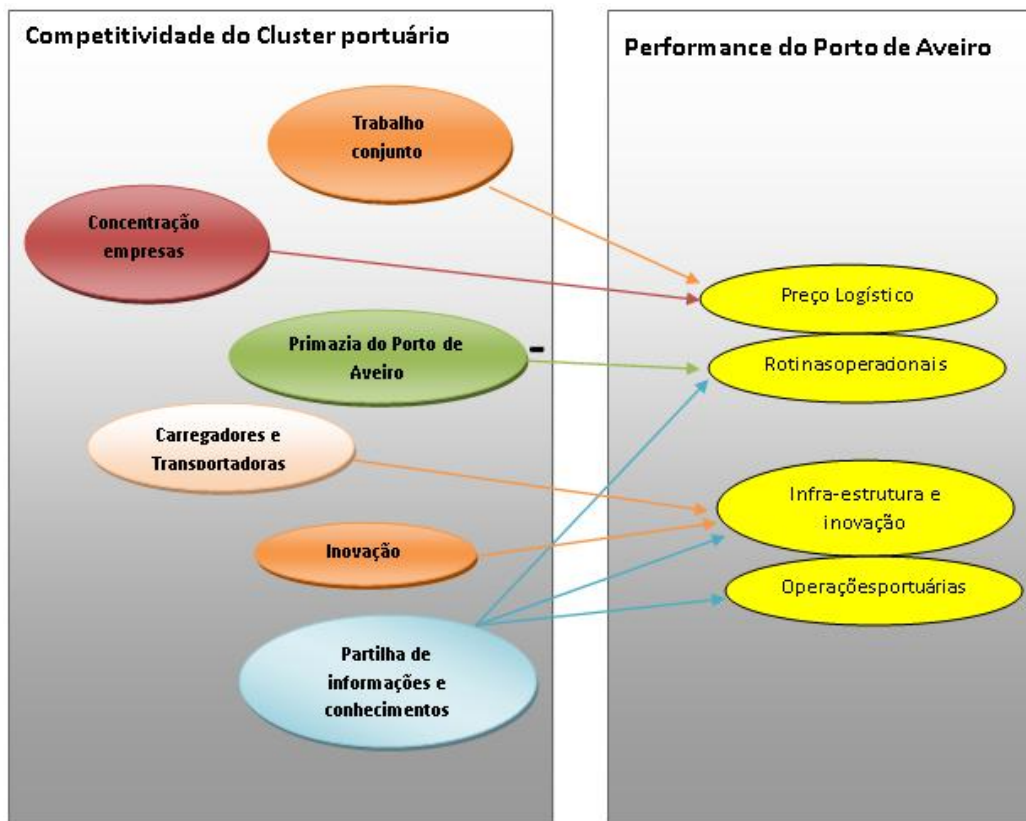 Competitividade do Cluster portuário
Trabalho
conjunto
Concentração
empresas
Primazia do Porto de
Aveiro
-
Carregadores e
Transportadoras
Inovação
Partilha de
informações e
conhecimentos
Performance do Porto de Aveiro
Preço Logístico
Rotinasoperacionais
Infra-estrutura e
inovação
Operaçõesportuárias